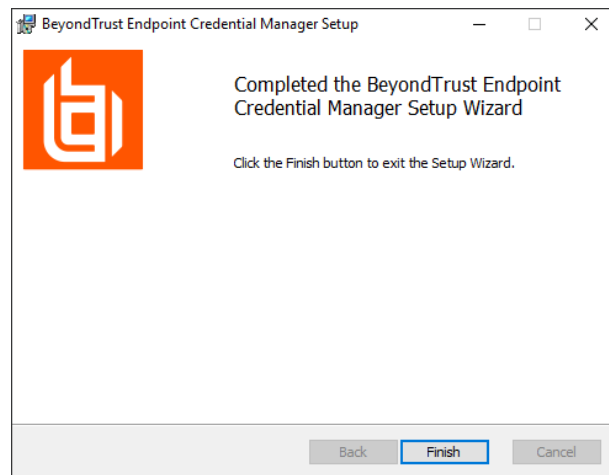 BeyondTrust Endpoint Credential Manager Setup
Completed the BeyondTrust Endpoint
Credential Manager Setup Wizard
Click the Finish button to exit the Setup Wizard.
Back
Finish
Cancel